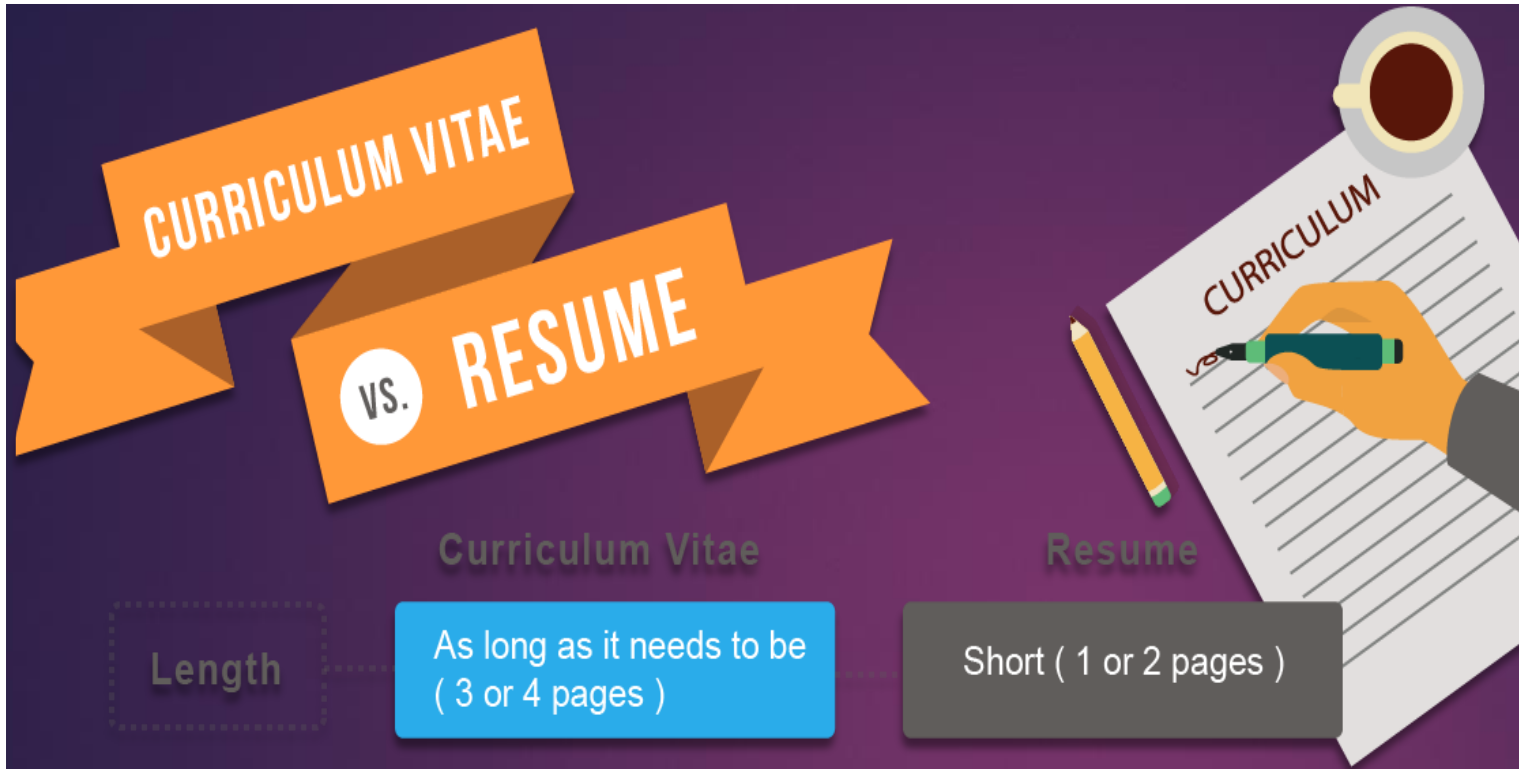 CURRICULUM VITAE
VS. RESUME
CURRICULUM
Curriculum Vitae
Resume
Length
As long as it needs to be
( 3 or 4 pages )
Short ( 1 or 2 pages )